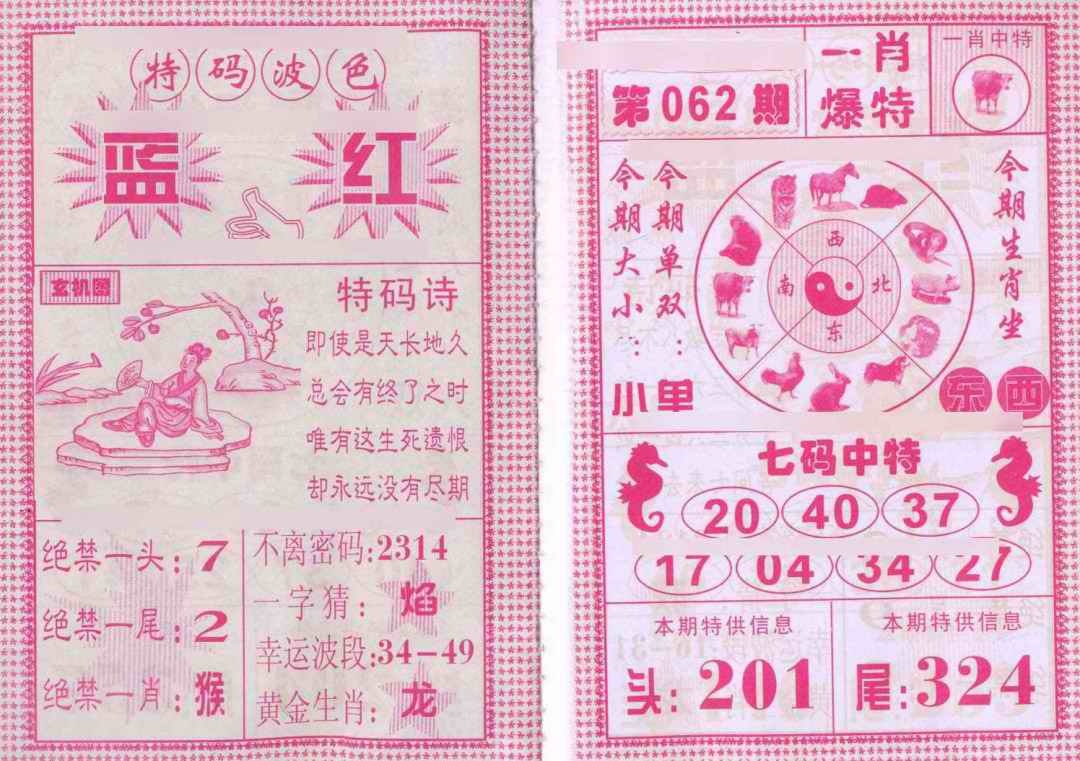 特码波色
蓝 红
玄机图
特码诗
即使是天长地久
总会有终了之时
唯有这生死遗恨
却永远没有尽期
绝禁一头:7
绝禁一尾:2
绝禁一肖:猴
不离密码:2314
一字猜:焰
幸运波段:34-49
黄金生肖:龙
第062期
一肖
爆特
一肖中特
今期大小:小
今期单双:单
西
南 北
东
今期生肖坐
东西
七码中特
20 40 37
17 04 34 27
本期特供信息
头:201
本期特供信息
尾:324